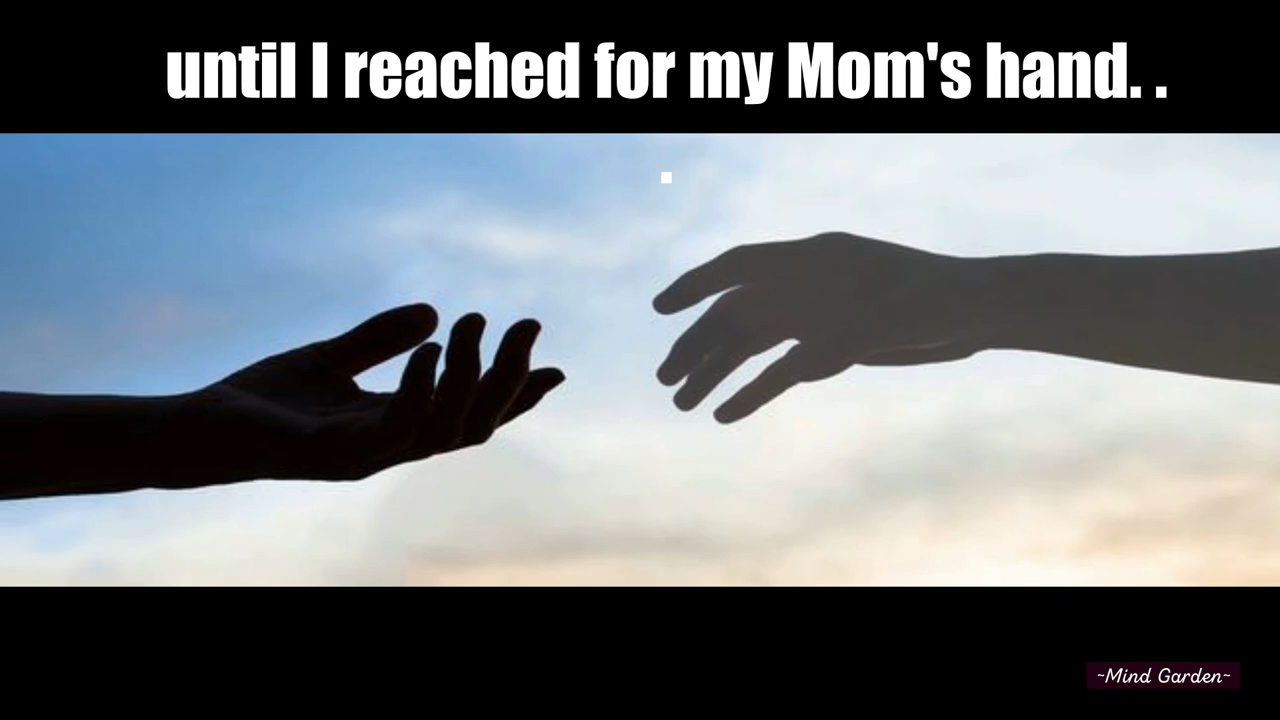 until I reached for my Mom's hand. .
.
~Mind Garden~